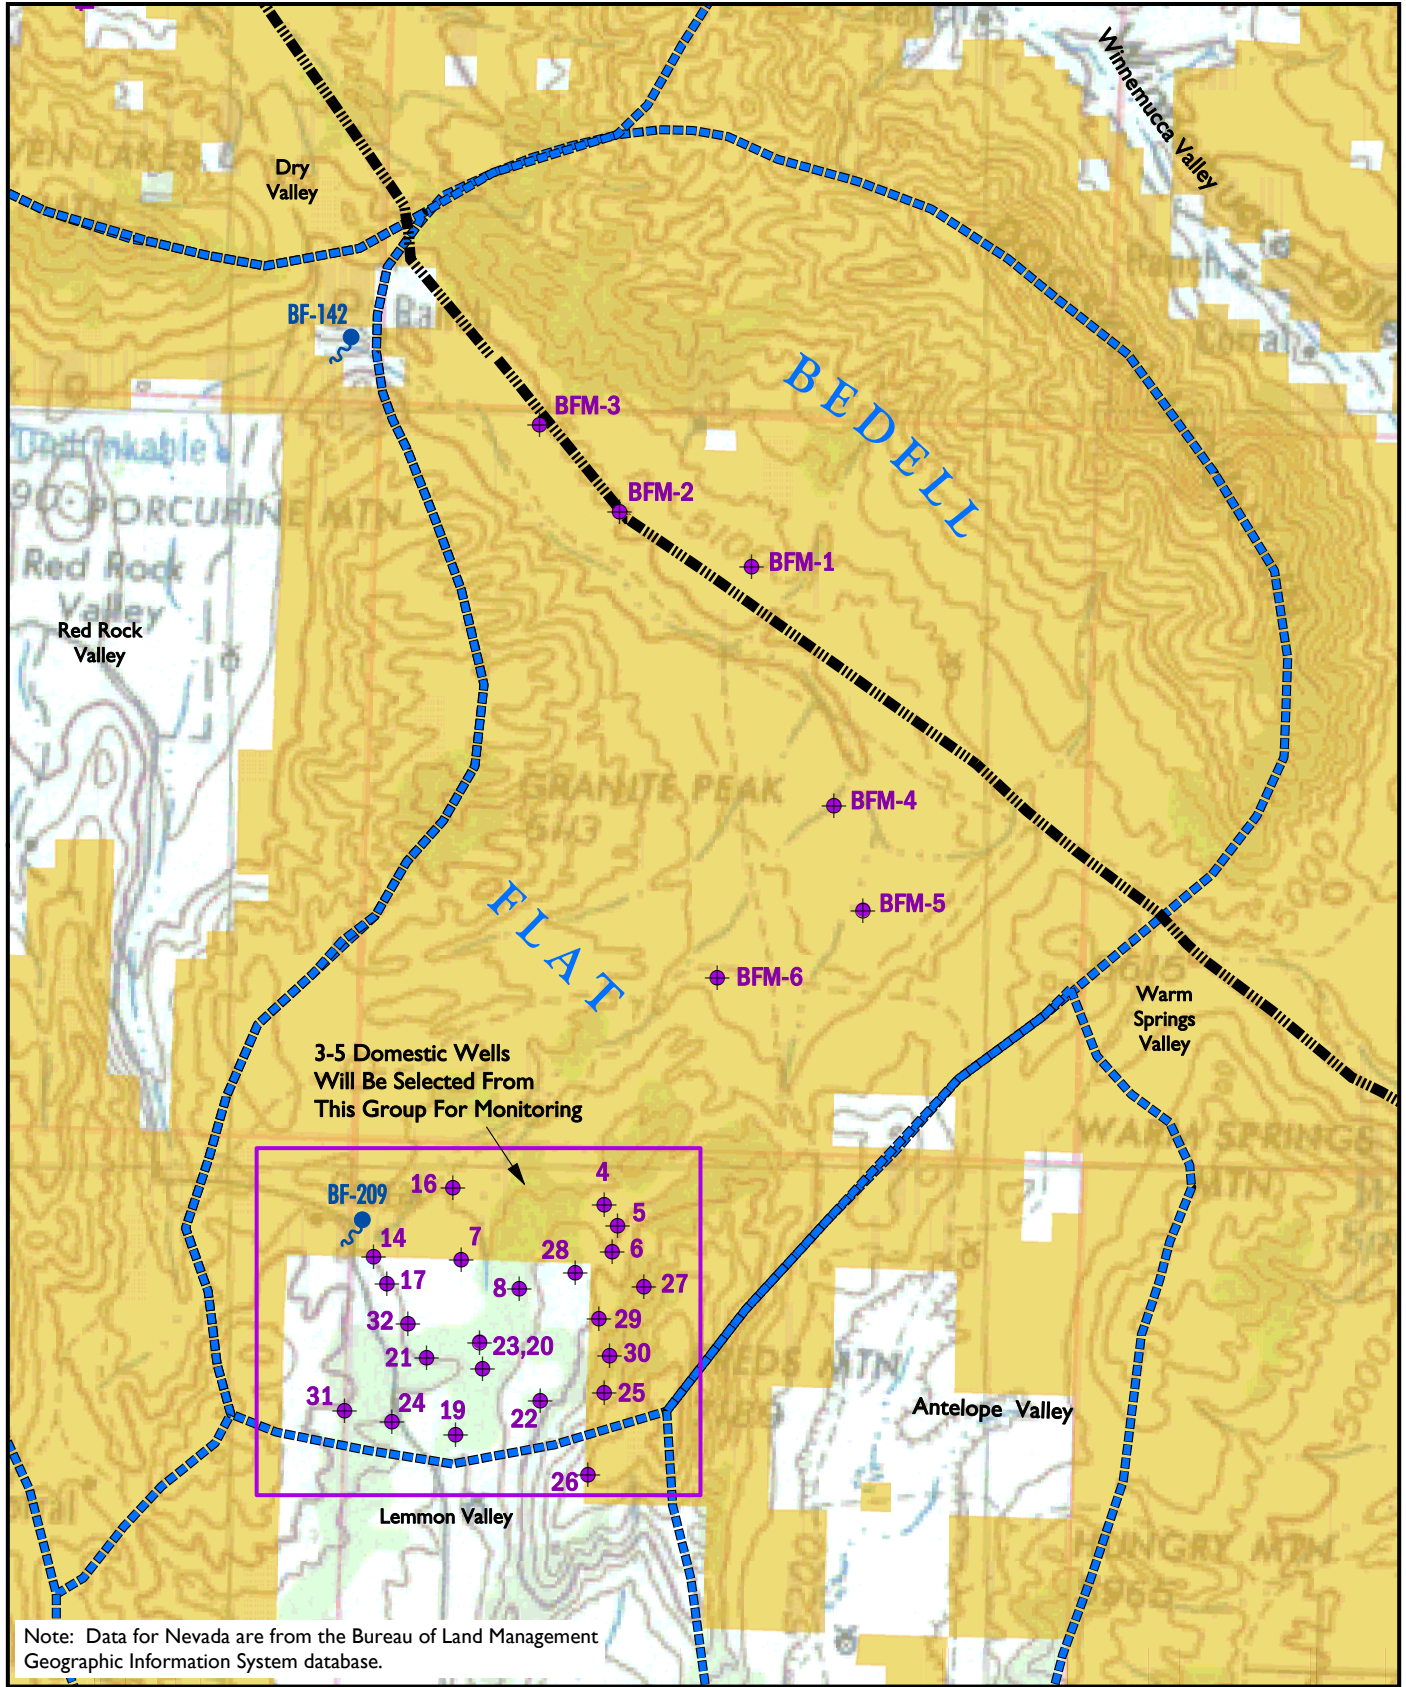 Winnemucca Valley
Dry
Valley
BF-142
Ranch
BEDELL
BFM-3
BFM-2
BFM-1
PORCUPINE MTN
Red Rock
Valley
Red Rock
Valley
GRANITE PEAK
BFM-4
BFM-5
FLAT
BFM-6
Warm
Springs
Valley
3-5 Domestic Wells
Will Be Selected From
This Group For Monitoring
WARM SPRINGS
MTN
BF-209
16
4
5
14
7
28
6
17
8
27
32
29
21
23,20
30
31
24
19
22
25
26
Antelope Valley
Lemmon Valley
Note: Data for Nevada are from the Bureau of Land Management
Geographic Information System database.